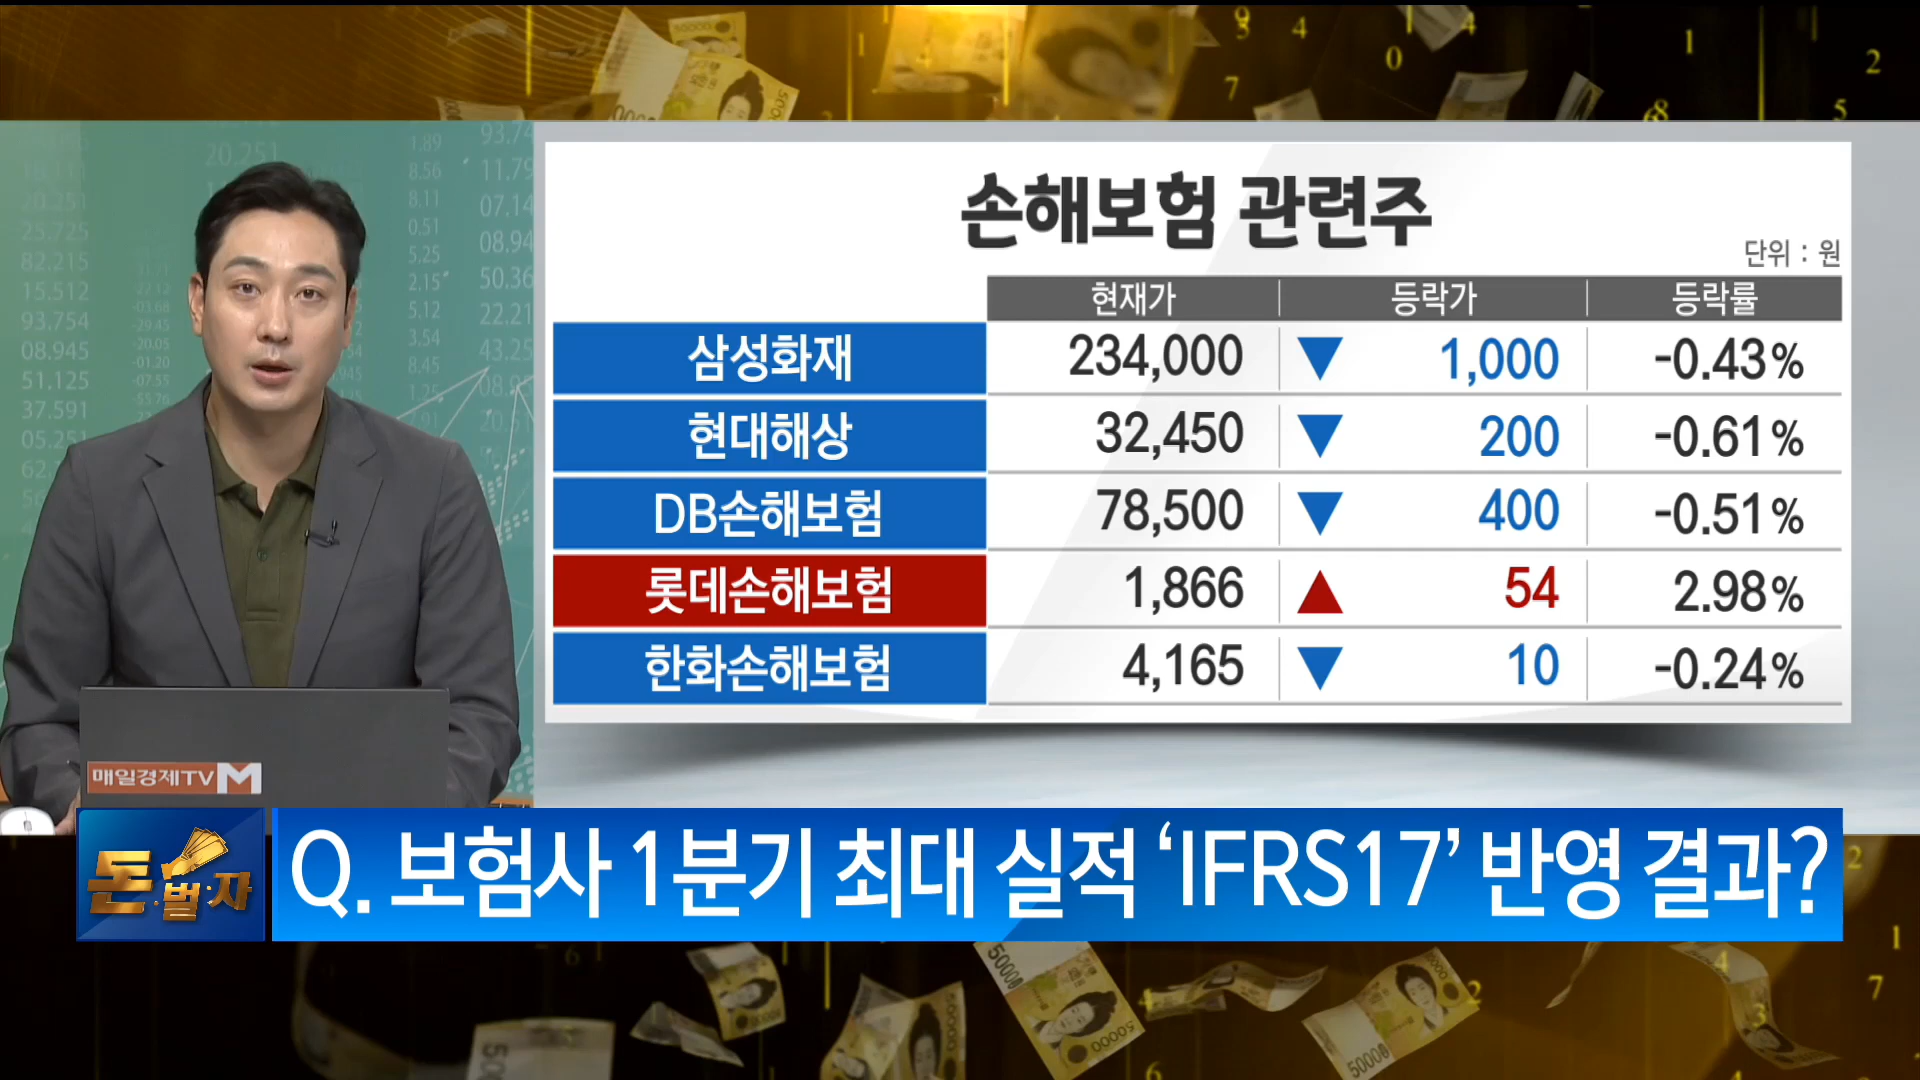 손해보험 관련주
단위 : 원
현재가 등락가 등락률
삼성화재 234,000 ▼ 1,000 -0.43%
현대해상 32,450 ▼ 200 -0.61%
DB손해보험 78,500 ▼ 400 -0.51%
롯데손해보험 1,866 ▲ 54 2.98%
한화손해보험 4,165 ▼ 10 -0.24%
매일경제TV M
돈.벌.자
Q. 보험사 1분기 최대 실적 ‘IFRS17’ 반영 결과?